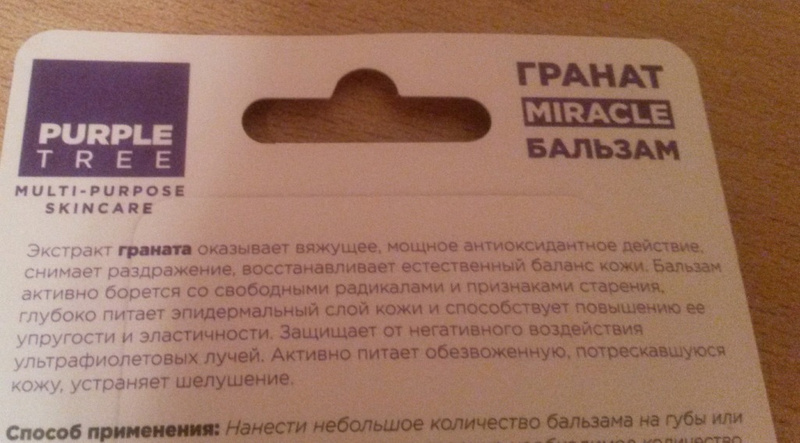 PURPLE
TREE
MULTI-PURPOSE
SKINCARE
ГРАНАТ
MIRACLE
БАЛЬЗАМ
Экстракт граната оказывает вяжущее, мощное антиоксидантное действие,
снимает раздражение, восстанавливает естественный баланс кожи. Бальзам
активно борется со свободными радикалами и признаками старения,
глубоко питает эпидермальный слой кожи и способствует повышению ее
упругости и эластичности. Защищает от негативного воздействия
ультрафиолетовых лучей. Активно питает обезвоженную, потрескавшуюся
кожу, устраняет шелушение.
Способ применения: Нанести небольшое количество бальзама на губы или
необходимое количество